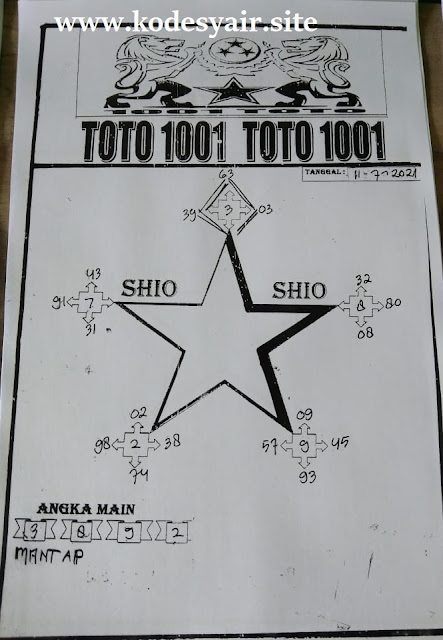 www.kodesyair.site
1001 TOTO
TOTO 1001 TOTO 1001
TANGGAL: 11-7-2021
63
39 3 03
43
91 7
31
SHIO SHIO
32
8 80
08
02
98 2 38
74
09
57 9 45
93
ANGKA MAIN
3 8 9 2
MANTAP